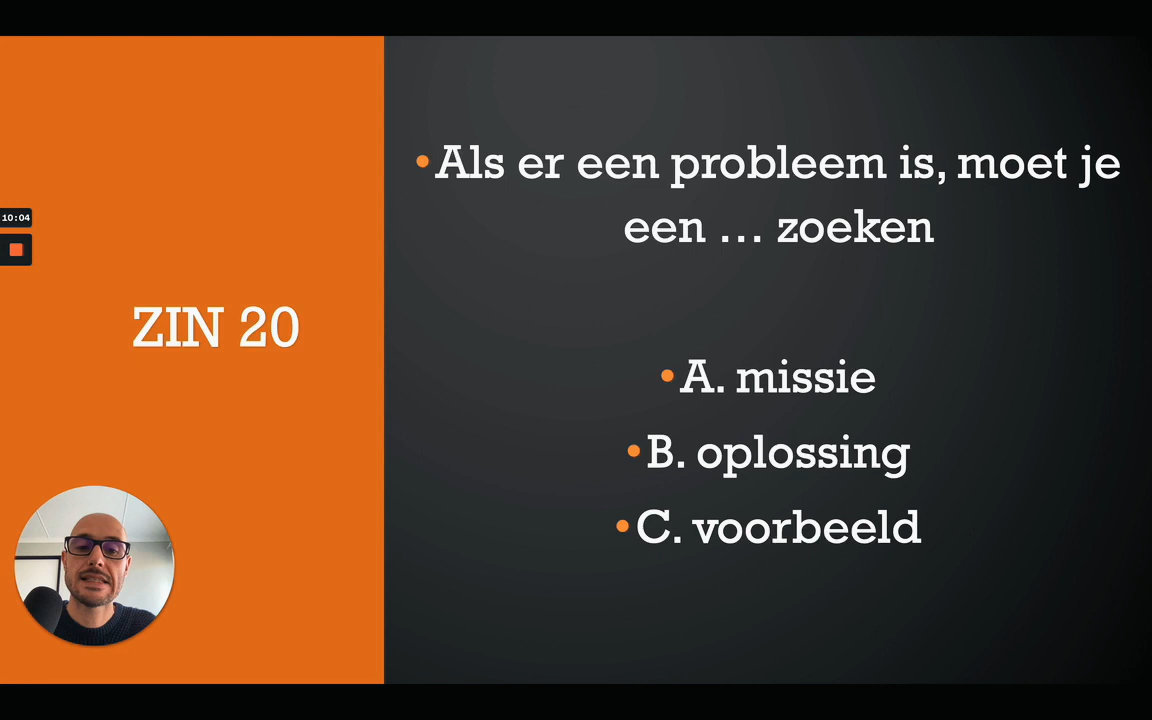 10:04
ZIN 20
•Als er een probleem is, moet je
een … zoeken
•A. missie
•B. oplossing
•C. voorbeeld